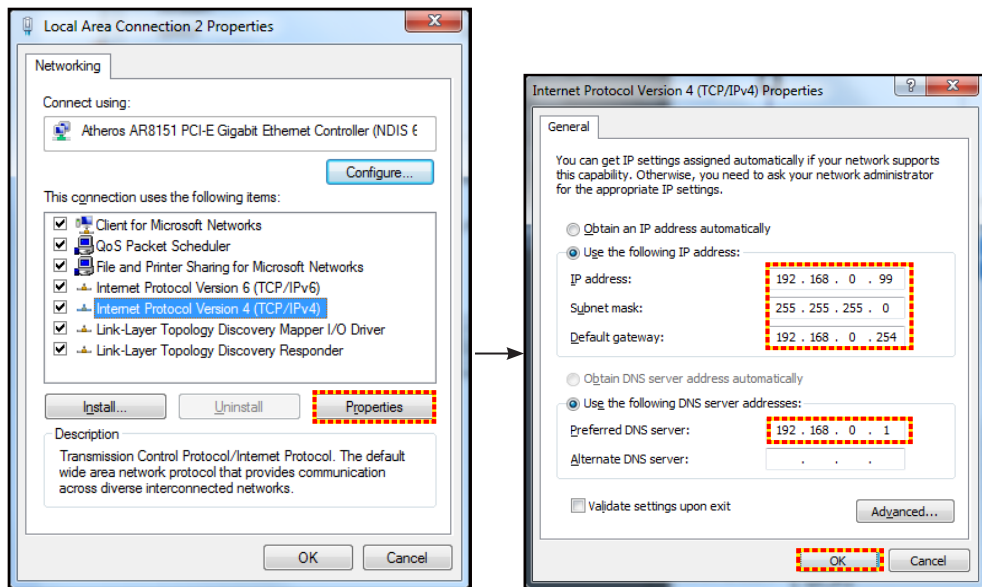 Local Area Connection 2 Properties
Networking
Connect using:
Atheros AR8151 PCI-E Gigabit Ethernet Controller (NDIS 6
Configure...
This connection uses the following items:
Client for Microsoft Networks
QoS Packet Scheduler
File and Printer Sharing for Microsoft Networks
Internet Protocol Version 6 (TCP/IPv6)
Internet Protocol Version 4 (TCP/IPv4)
Link-Layer Topology Discovery Mapper I/O Driver
Link-Layer Topology Discovery Responder
Install...
Uninstall
Properties
Description
Transmission Control Protocol/Internet Protocol. The default
wide area network protocol that provides communication
across diverse interconnected networks.
OK
Cancel
Internet Protocol Version 4 (TCP/IPv4) Properties
General
You can get IP settings assigned automatically if your network supports
this capability. Otherwise, you need to ask your network administrator
for the appropriate IP settings.
Obtain an IP address automatically
Use the following IP address:
IP address: 192 . 168 . 0 . 99
Subnet mask: 255 . 255 . 255 . 0
Default gateway: 192 . 168 . 0 . 254
Obtain DNS server address automatically
Use the following DNS server addresses:
Preferred DNS server: 192 . 168 . 0 . 1
Alternate DNS server: . . .
Validate settings upon exit
Advanced...
OK
Cancel